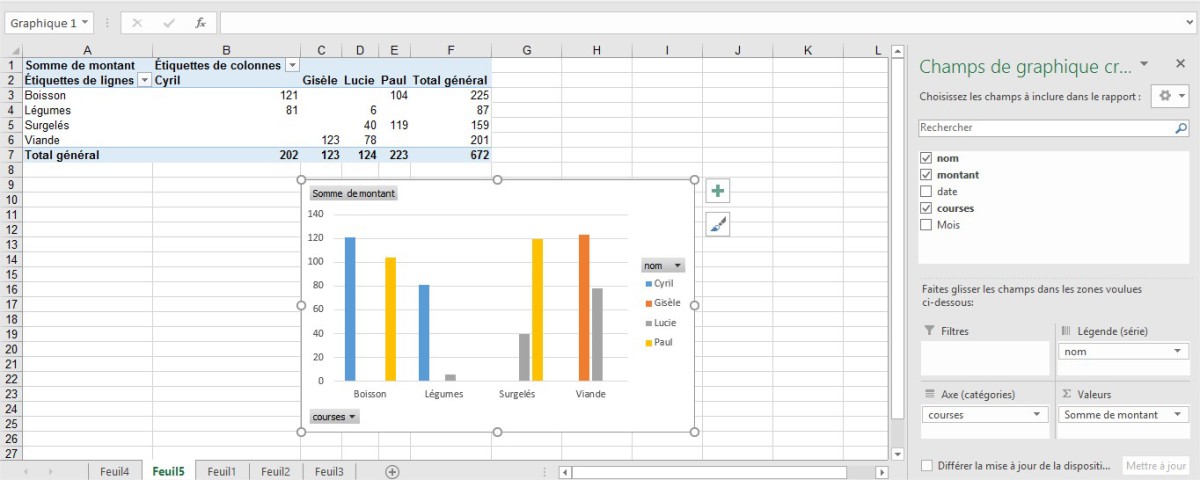 Graphique 1
fx
A B C D E F G H I J K L
1 Somme de montant Étiquettes de colonnes
2 Étiquettes de lignes Cyril Gisèle Lucie Paul Total général
3 Boisson 121 104 225
4 Légumes 81 6 87
5 Surgelés 40 119 159
6 Viande 123 78 201
7 Total général 202 123 124 223 672
8
9
10
11
12
13
14
15
16
17
18
19
20
21
22
23
24
25
26
27
Somme de montant
140
120
100
80
60
40
20
0
Boisson Légumes Surgelés Viande
courses
nom
Cyril
Gisèle
Lucie
Paul
Feuil4 Feuil5 Feuil1 Feuil2 Feuil3
Champs de graphique cr...
Choisissez les champs à inclure dans le rapport :
Rechercher
nom
montant
date
courses
Mois
Faites glisser les champs dans les zones voulues
ci-dessous:
Filtres
Légende (série)
nom
Axe (catégories)
courses
Σ Valeurs
Somme de montant
Différer la mise à jour de la dispositi...
Mettre à jour